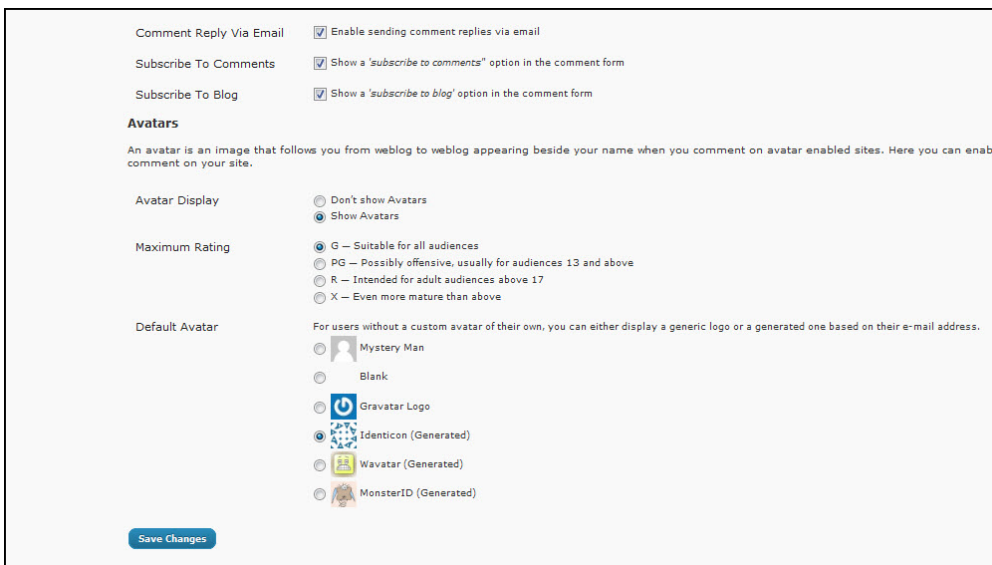 Comment Reply Via Email Enable sending comment replies via email
Subscribe To Comments Show a 'subscribe to comments" option in the comment form
Subscribe To Blog Show a 'subscribe to blog' option in the comment form
Avatars
An avatar is an image that follows you from weblog to weblog appearing beside your name when you comment on avatar enabled sites. Here you can enab
comment on your site.
Avatar Display Don't show Avatars
Show Avatars
Maximum Rating G — Suitable for all audiences
PG — Possibly offensive, usually for audiences 13 and above
R — Intended for adult audiences above 17
X — Even more mature than above
Default Avatar For users without a custom avatar of their own, you can either display a generic logo or a generated one based on their e-mail address.
Mystery Man
Blank
Gravatar Logo
Identicon (Generated)
Wavatar (Generated)
MonsterID (Generated)
Save Changes